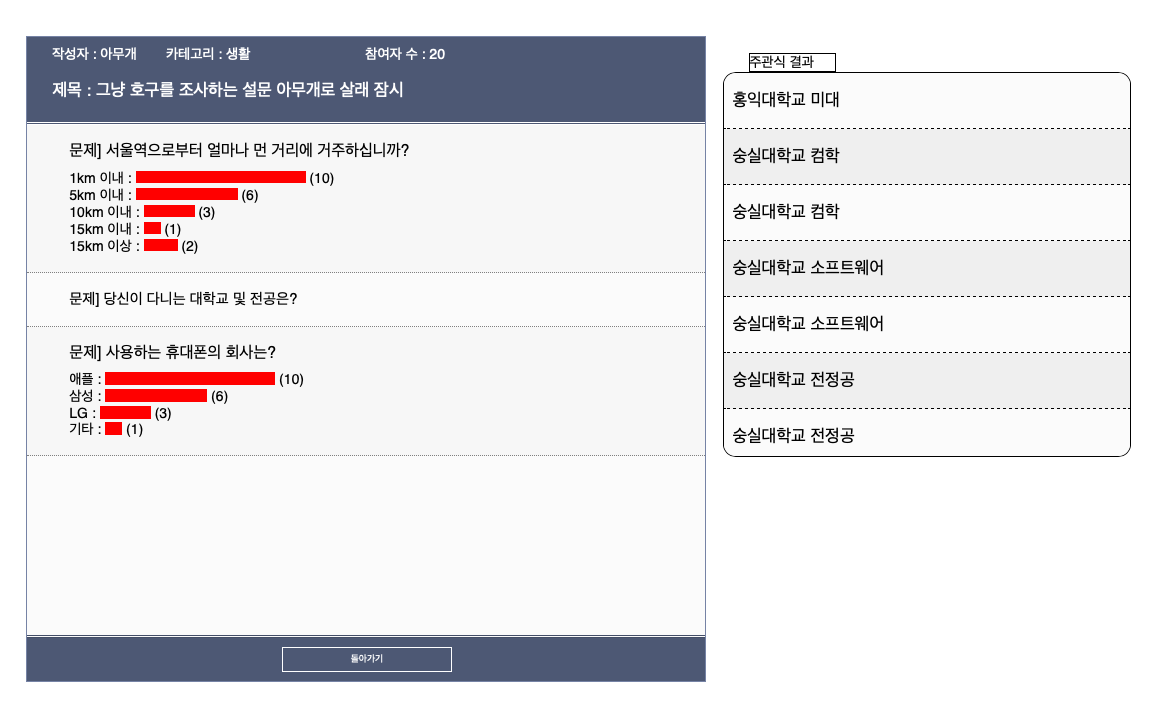 작성자 : 아무개 카테고리 : 생활 참여자 수 : 20
제목 : 그냥 호구를 조사하는 설문 아무개로 살래 잠시
문제] 서울역으로부터 얼마나 먼 거리에 거주하십니까?
1km 이내 : (10)
5km 이내 : (6)
10km 이내 : (3)
15km 이내 : (1)
15km 이상 : (2)
문제] 당신이 다니는 대학교 및 전공은?
문제] 사용하는 휴대폰의 회사는?
애플 : (10)
삼성 : (6)
LG : (3)
기타 : (1)
돌아가기
주관식 결과
홍익대학교 미대
숭실대학교 컴학
숭실대학교 컴학
숭실대학교 소프트웨어
숭실대학교 소프트웨어
숭실대학교 전정공
숭실대학교 전정공